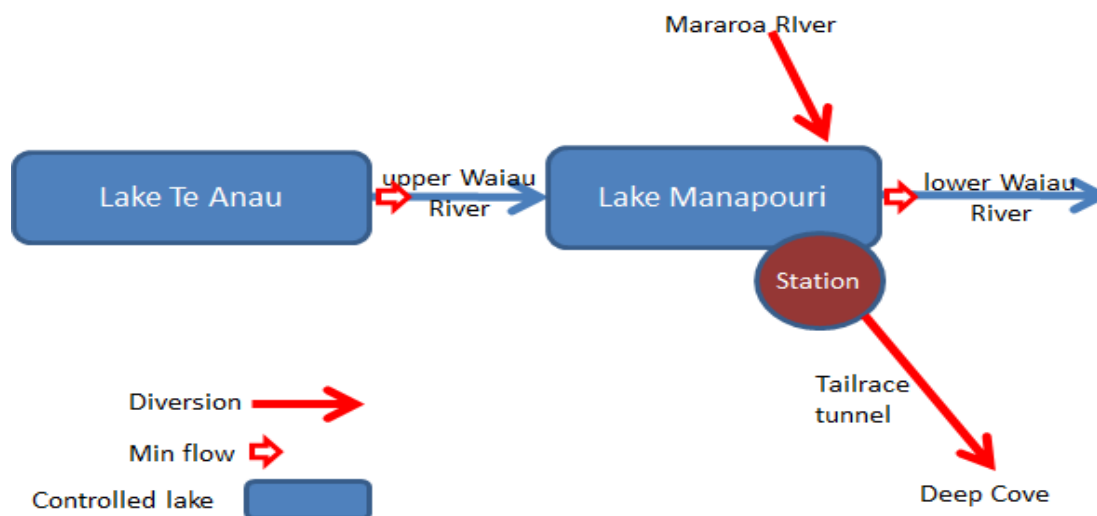 Mararoa RIver
Lake Te Anau
upper Waiau
River
Lake Manapouri
lower Waiau
River
Station
Tailrace
tunnel
Diversion
Min flow
Controlled lake
Deep Cove